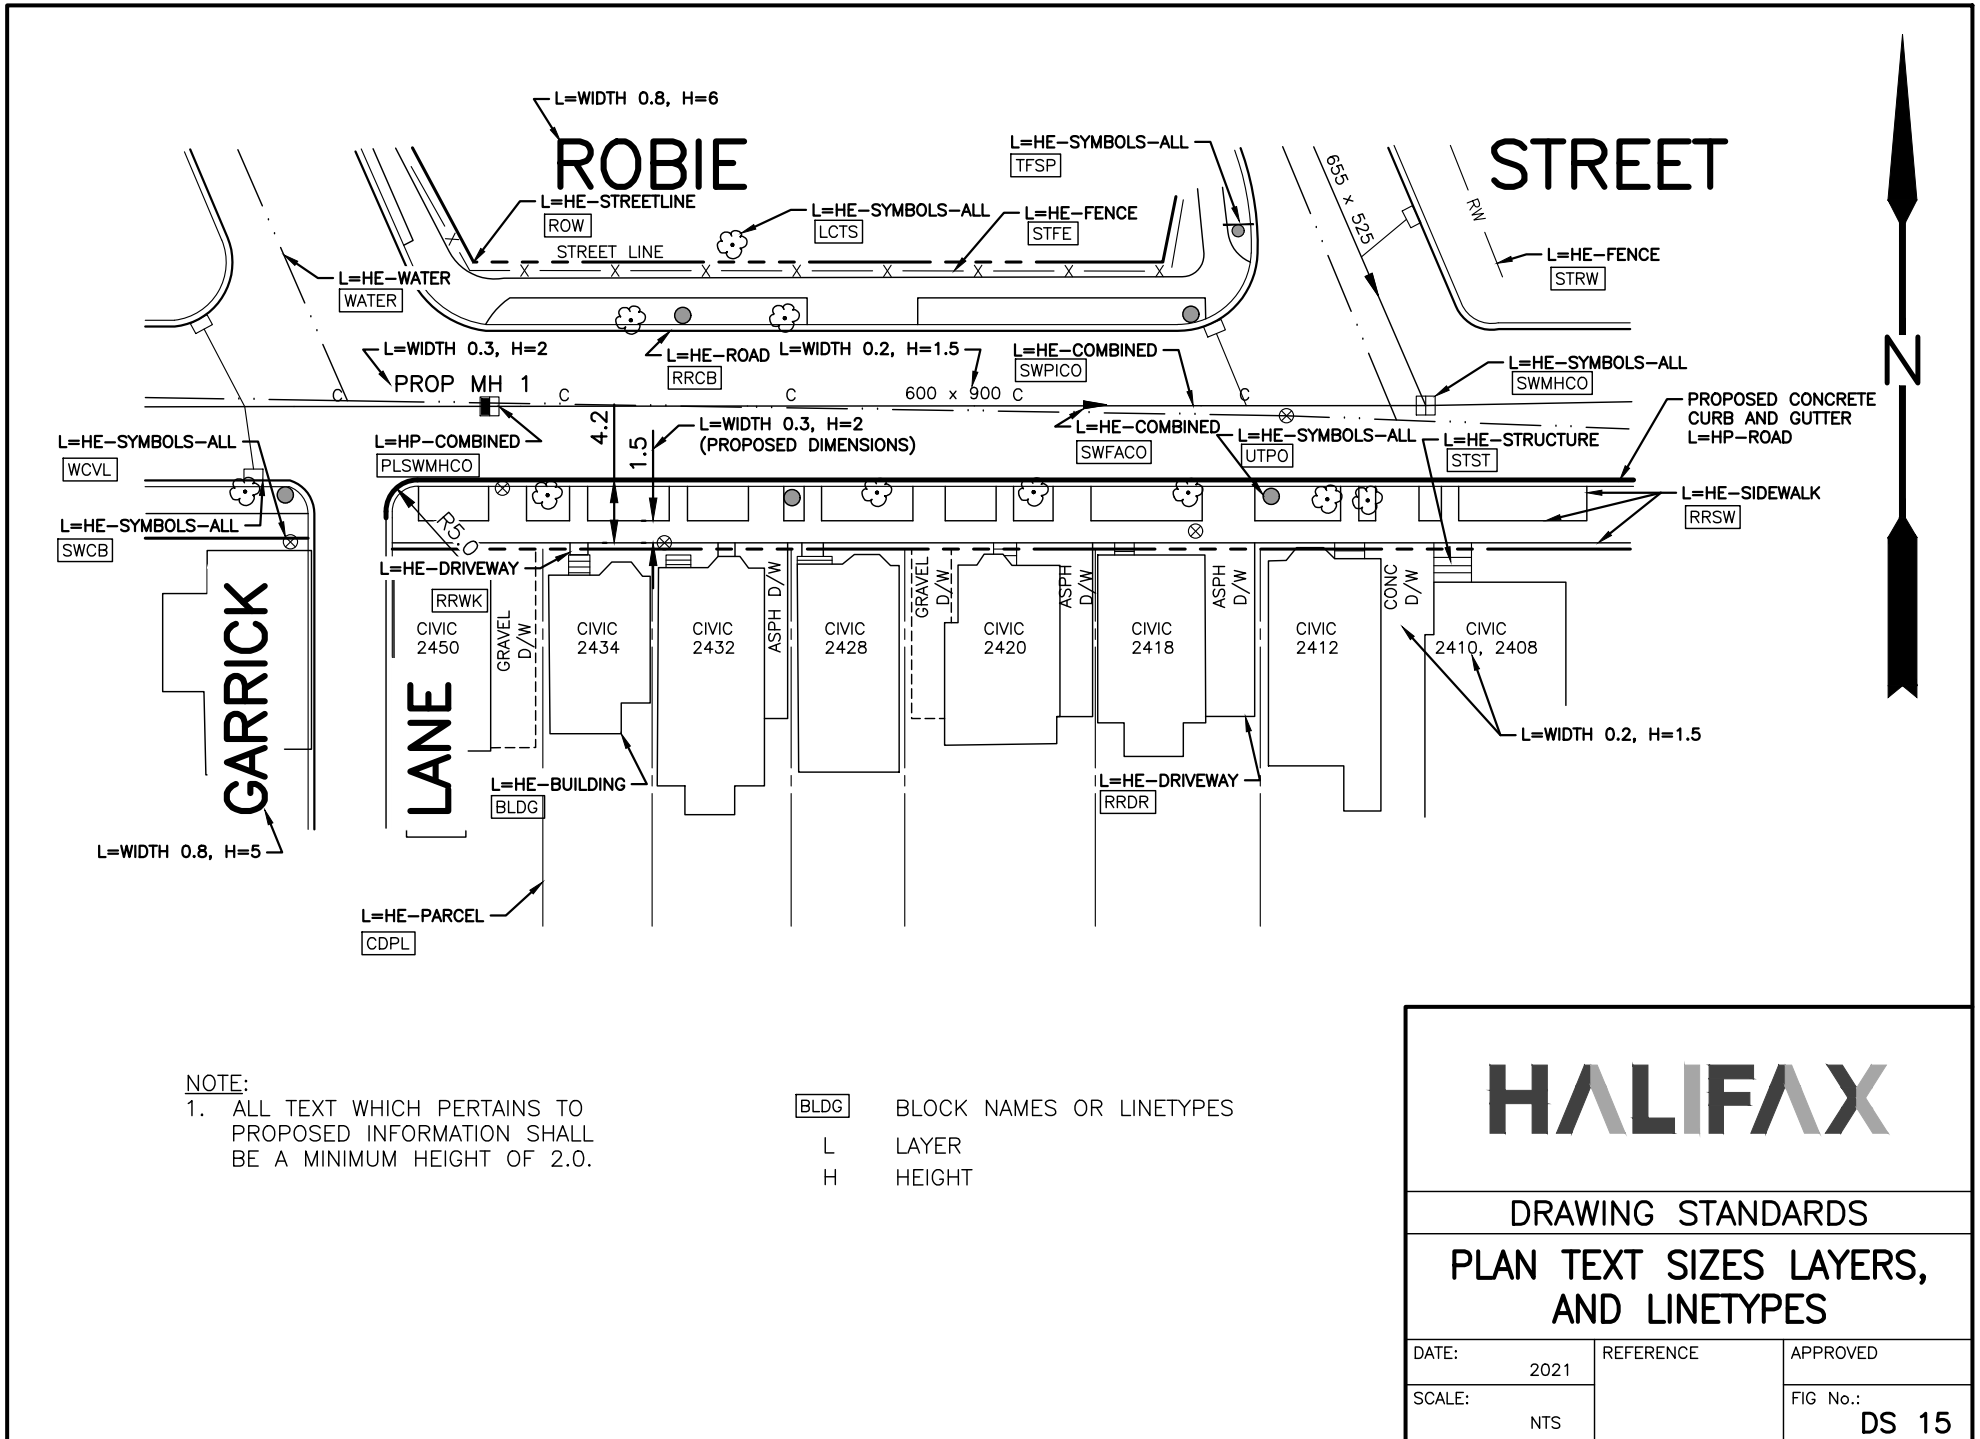 L=WIDTH 0.8, H=6
ROBIE STREET
L=HE-SYMBOLS-ALL
TFSP
655 x 525
RW
L=HE-STREETLINE
ROW
STREET LINE
L=HE-SYMBOLS-ALL
LCTS
L=HE-FENCE
STFE
L=HE-FENCE
STRW
X X X X X X X X X
L=HE-WATER
WATER
L=WIDTH 0.3, H=2
PROP MH 1
L=HE-ROAD
RRCB
L=WIDTH 0.2, H=1.5
L=HE-COMBINED
SWPICO
L=HE-SYMBOLS-ALL
SWMHCO
N
C C C 600 x 900 C C
PROPOSED CONCRETE
CURB AND GUTTER
L=HP-ROAD
L=HE-SYMBOLS-ALL
WCVL
L=HP-COMBINED
PLSWMHCO
4.2
1.5
L=WIDTH 0.3, H=2
(PROPOSED DIMENSIONS)
L=HE-COMBINED
SWFACO
L=HE-SYMBOLS-ALL
UTPO
L=HE-STRUCTURE
STST
L=HE-SIDEWALK
RRSW
L=HE-SYMBOLS-ALL
SWCB
R5.0
L=HE-DRIVEWAY
RRWK
GARRICK
LANE
CIVIC
2450
GRAVEL
D/W
CIVIC
2434
CIVIC
2432
ASPH D/W
CIVIC
2428
GRAVEL
D/W
CIVIC
2420
ASPH
D/W
CIVIC
2418
ASPH
D/W
CIVIC
2412
CONC
D/W
CIVIC
2410, 2408
L=WIDTH 0.2, H=1.5
L=HE-BUILDING
BLDG
L=HE-DRIVEWAY
RRDR
L=WIDTH 0.8, H=5
L=HE-PARCEL
CDPL
NOTE:
1. ALL TEXT WHICH PERTAINS TO
PROPOSED INFORMATION SHALL
BE A MINIMUM HEIGHT OF 2.0.
BLDG BLOCK NAMES OR LINETYPES
L LAYER
H HEIGHT
HALIFAX
DRAWING STANDARDS
PLAN TEXT SIZES LAYERS,
AND LINETYPES
DATE:
2021
REFERENCE
APPROVED
SCALE:
NTS
FIG No.:
DS 15